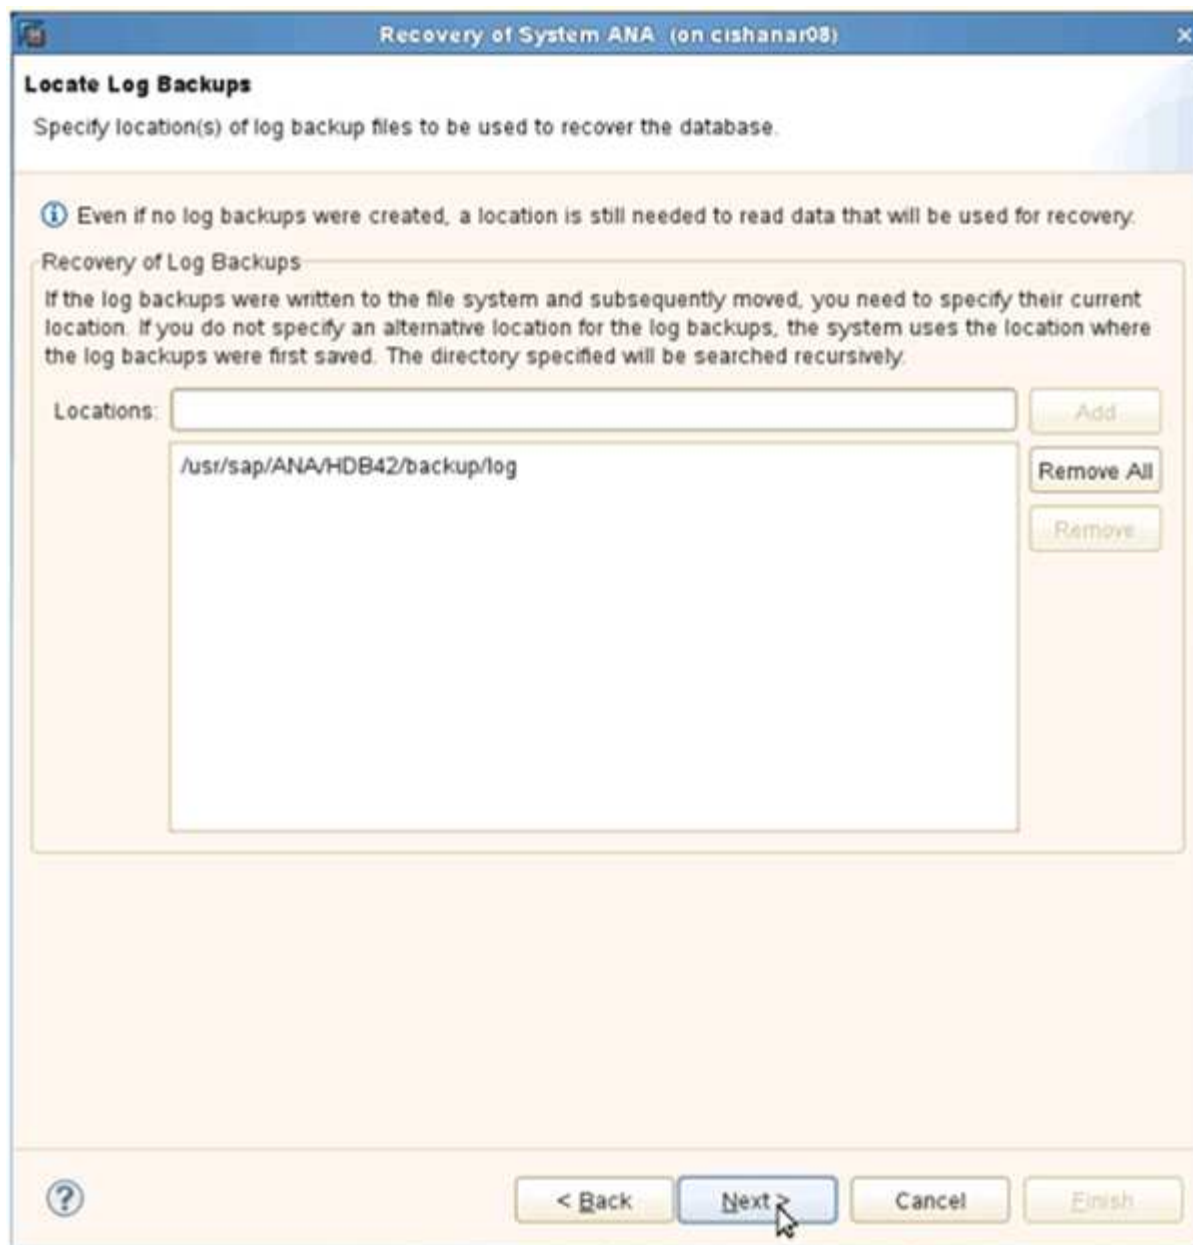 Recovery of System ANA (on cishanar08)
Locate Log Backups
Specify location(s) of log backup files to be used to recover the database.
Even if no log backups were created, a location is still needed to read data that will be used for recovery.
Recovery of Log Backups
If the log backups were written to the file system and subsequently moved, you need to specify their current
location. If you do not specify an alternative location for the log backups, the system uses the location where
the log backups were first saved. The directory specified will be searched recursively.
Locations:
Add
/usr/sap/ANA/HDB42/backup/log
Remove All
Remove
< Back
Next >
Cancel
Finish